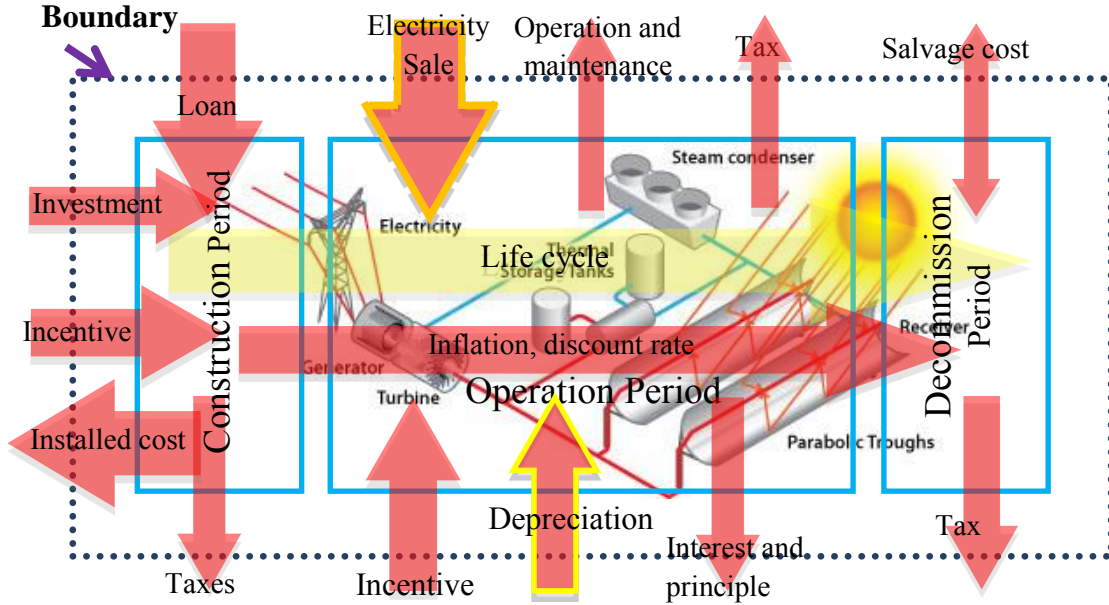 Boundary
Electricity
Sale
Operation and
maintenance
Tax
Salvage cost
Loan
Steam condenser
Investment
Construction Period
Electricity
Life cycle
Thermal
Storage Tanks
Decommission
Period
Incentive
Inflation, discount rate
Receiver
Generator
Turbine
Operation Period
Installed cost
Parabolic Troughs
Depreciation
Tax
Taxes
Incentive
Interest and
principle